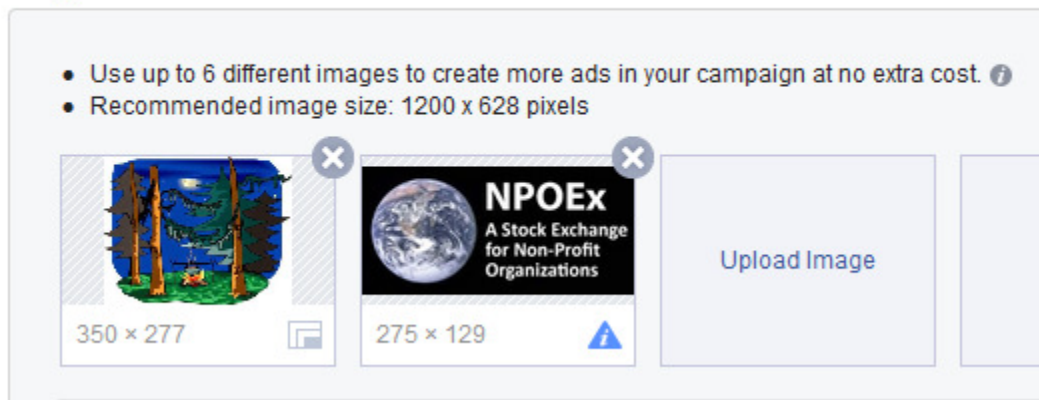 Use up to 6 different images to create more ads in your campaign at no extra cost.
Recommended image size: 1200 x 628 pixels
NPOEx
A Stock Exchange
for Non-Profit
Organizations
Upload Image
350 × 277
275 × 129